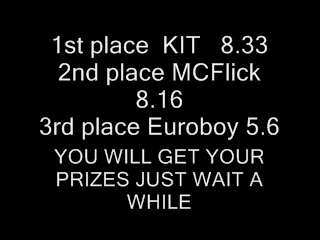 1st place  KIT   8.33
2nd place MCFlick
8.16
3rd place Euroboy 5.6
YOU WILL GET YOUR
PRIZES JUST WAIT A
WHILE